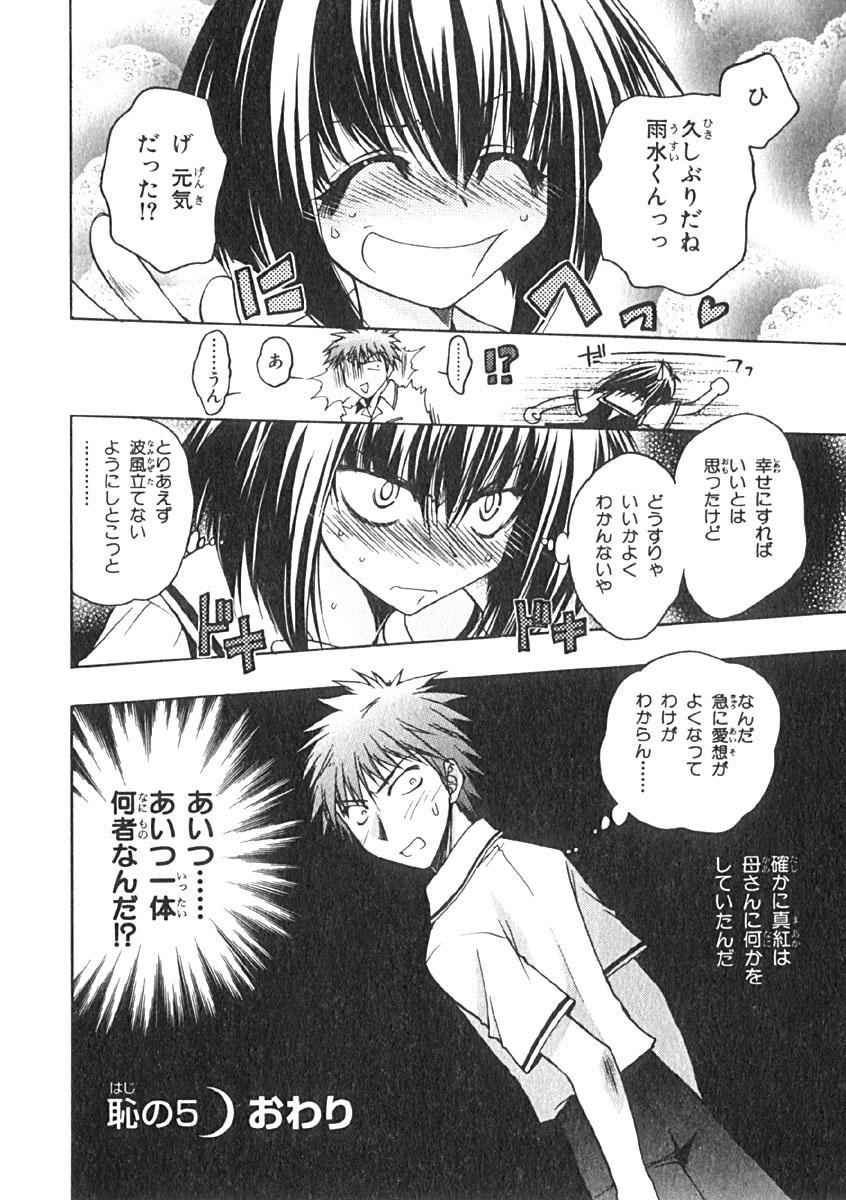 ひ
久しぶりだね
雨水くんっっ
げ 元気
だった!?
へへ
ニ
だっ
!?
……
あ
……うん
幸せにすれば
いいとは
思ったけど
どうすりゃ
いいかよく
わかんないや
とりあえず
波風立てない
ようにしとこっと
…………
ドキ
ドキ
なんだ
急に愛想が
よくなって
わけが
わからん……
確かに真紅は
母さんに何かを
していたんだ
あいつ……
あいつ一体
何者なんだ!?
恥の5 おわり